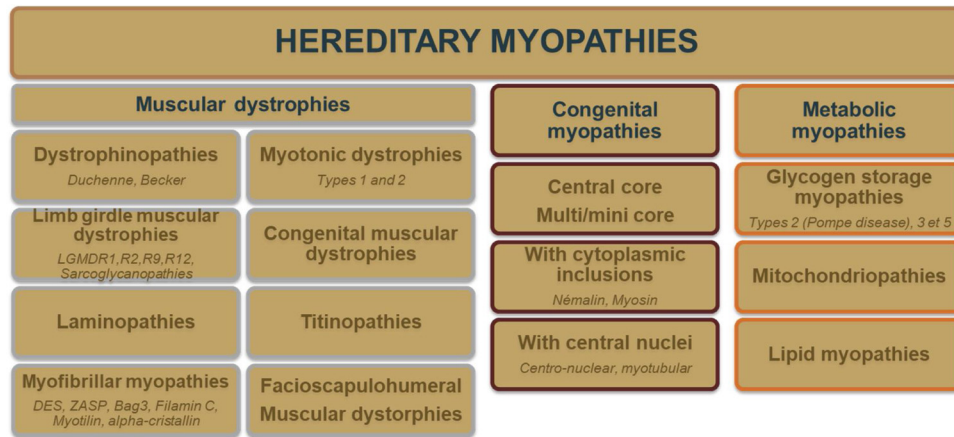 HEREDITARY MYOPATHIES
Muscular dystrophies
Dystrophinopathies
Duchenne, Becker
Myotonic dystrophies
Types 1 and 2
Limb girdle muscular
dystrophies
LGMDR1,R2,R9,R12,
Sarcoglycanopathies
Congenital muscular
dystrophies
Laminopathies
Titinopathies
Myofibrillar myopathies
DES, ZASP, Bag3, Filamin C,
Myotilin, alpha-cristallin
Facioscapulohumeral
Muscular dystorphies
Congenital
myopathies
Central core
Multi/mini core
With cytoplasmic
inclusions
Némalin, Myosin
With central nuclei
Centro-nuclear, myotubular
Metabolic
myopathies
Glycogen storage
myopathies
Types 2 (Pompe disease), 3 et 5
Mitochondriopathies
Lipid myopathies